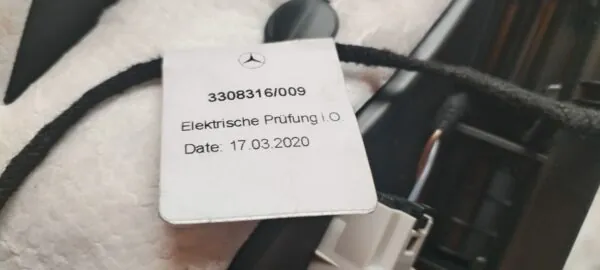 3308316/009
Elektrische Prüfung i.O
Date: 17.03.2020